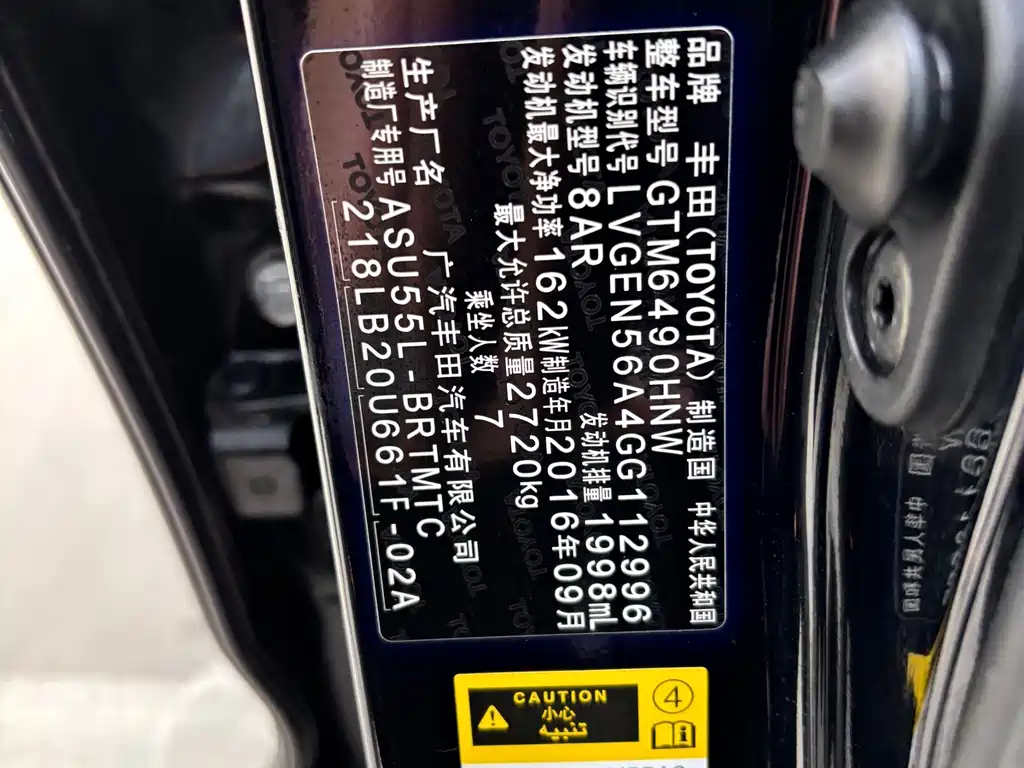 品牌 丰田(TOYOTA) 制造国 中华人民共和国
整车型号 GTM6490HNW
车辆识别代号 LVGEN56A4GG112996
发动机型号 8AR 发动机排量 1998mL
发动机最大净功率 162kW 制造年月 2016年09月
最大允许总质量 2720kg
乘坐人数 7
生产厂名 广汽丰田汽车有限公司
制造厂专用号 ASU55L-BRTMTC
218LB20U661F-02A
CAUTION
小心
تنبيه
4